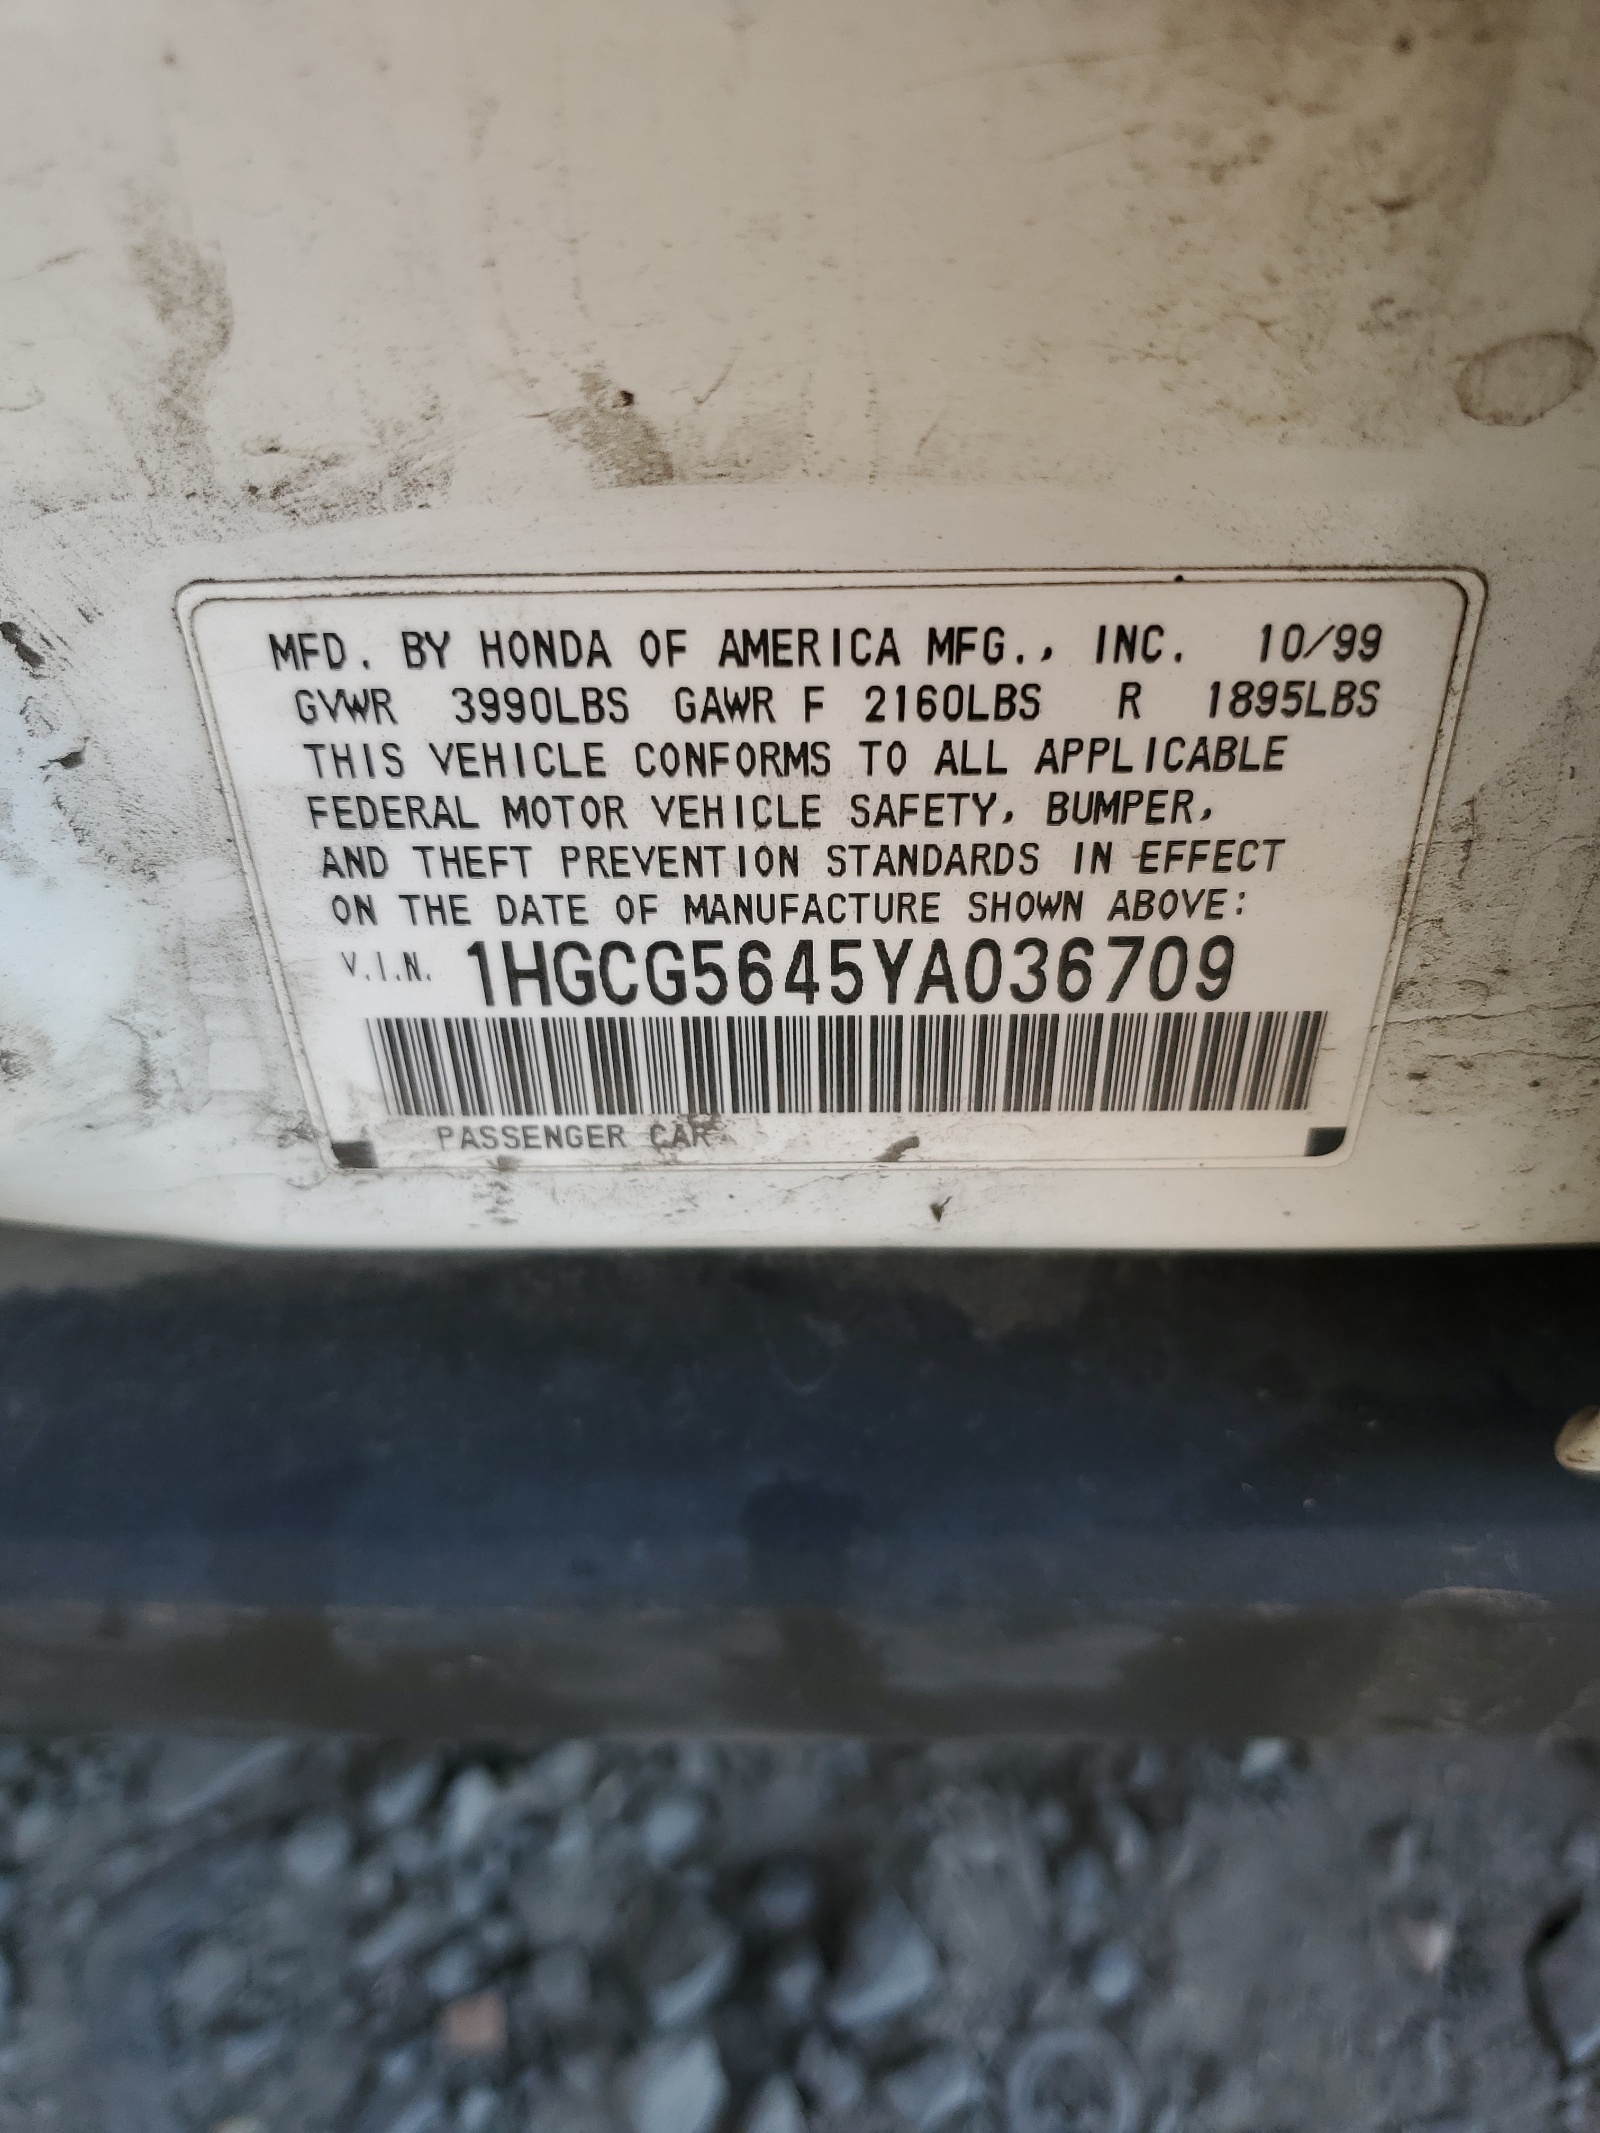 MFD. BY HONDA OF AMERICA MFG., INC. 10/99
GVWR 3990LBS GAWR F 2160LBS R 1895LBS
THIS VEHICLE CONFORMS TO ALL APPLICABLE
FEDERAL MOTOR VEHICLE SAFETY, BUMPER,
AND THEFT PREVENTION STANDARDS IN EFFECT
ON THE DATE OF MANUFACTURE SHOWN ABOVE:
V.I.N. 1HGCG5645YA036709
PASSENGER CAR